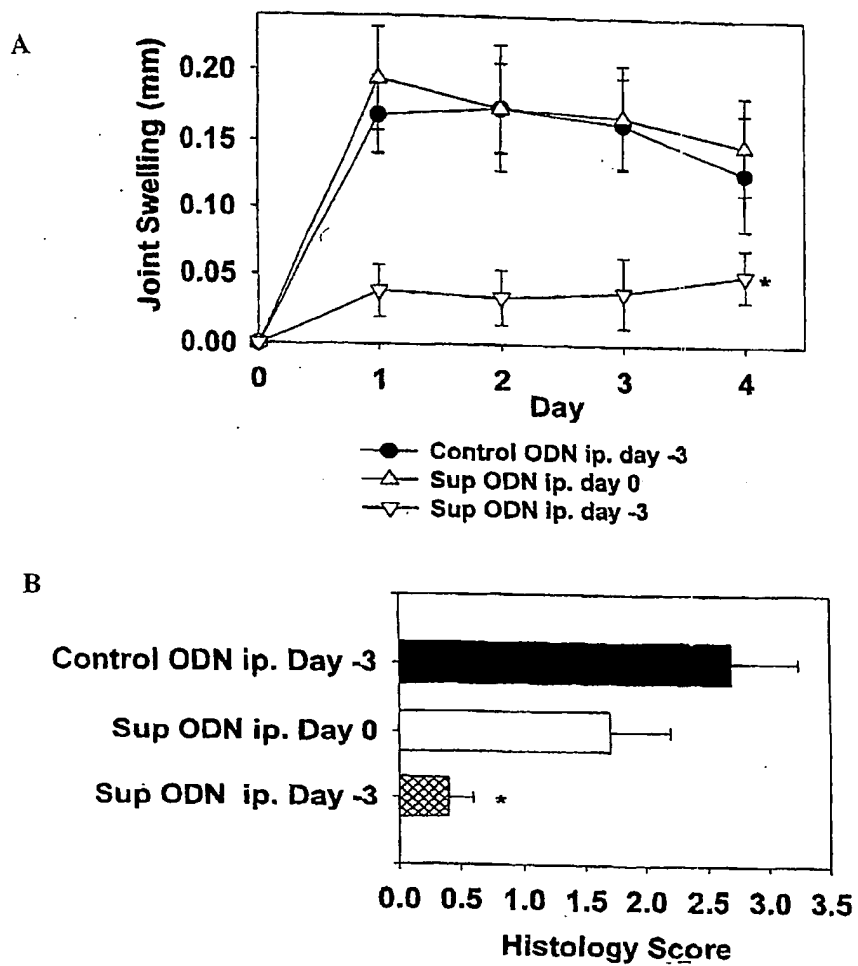 A
Joint Swelling (mm)
0.20
0.15
0.10
0.05
0.00
*
0 1 2 3 4
Day
Control ODN ip. day -3
Sup ODN ip. day 0
Sup ODN ip. day -3
B
Control ODN ip. Day -3
Sup ODN ip. Day 0
Sup ODN ip. Day -3
*
0.0 0.5 1.0 1.5 2.0 2.5 3.0 3.5
Histology Score